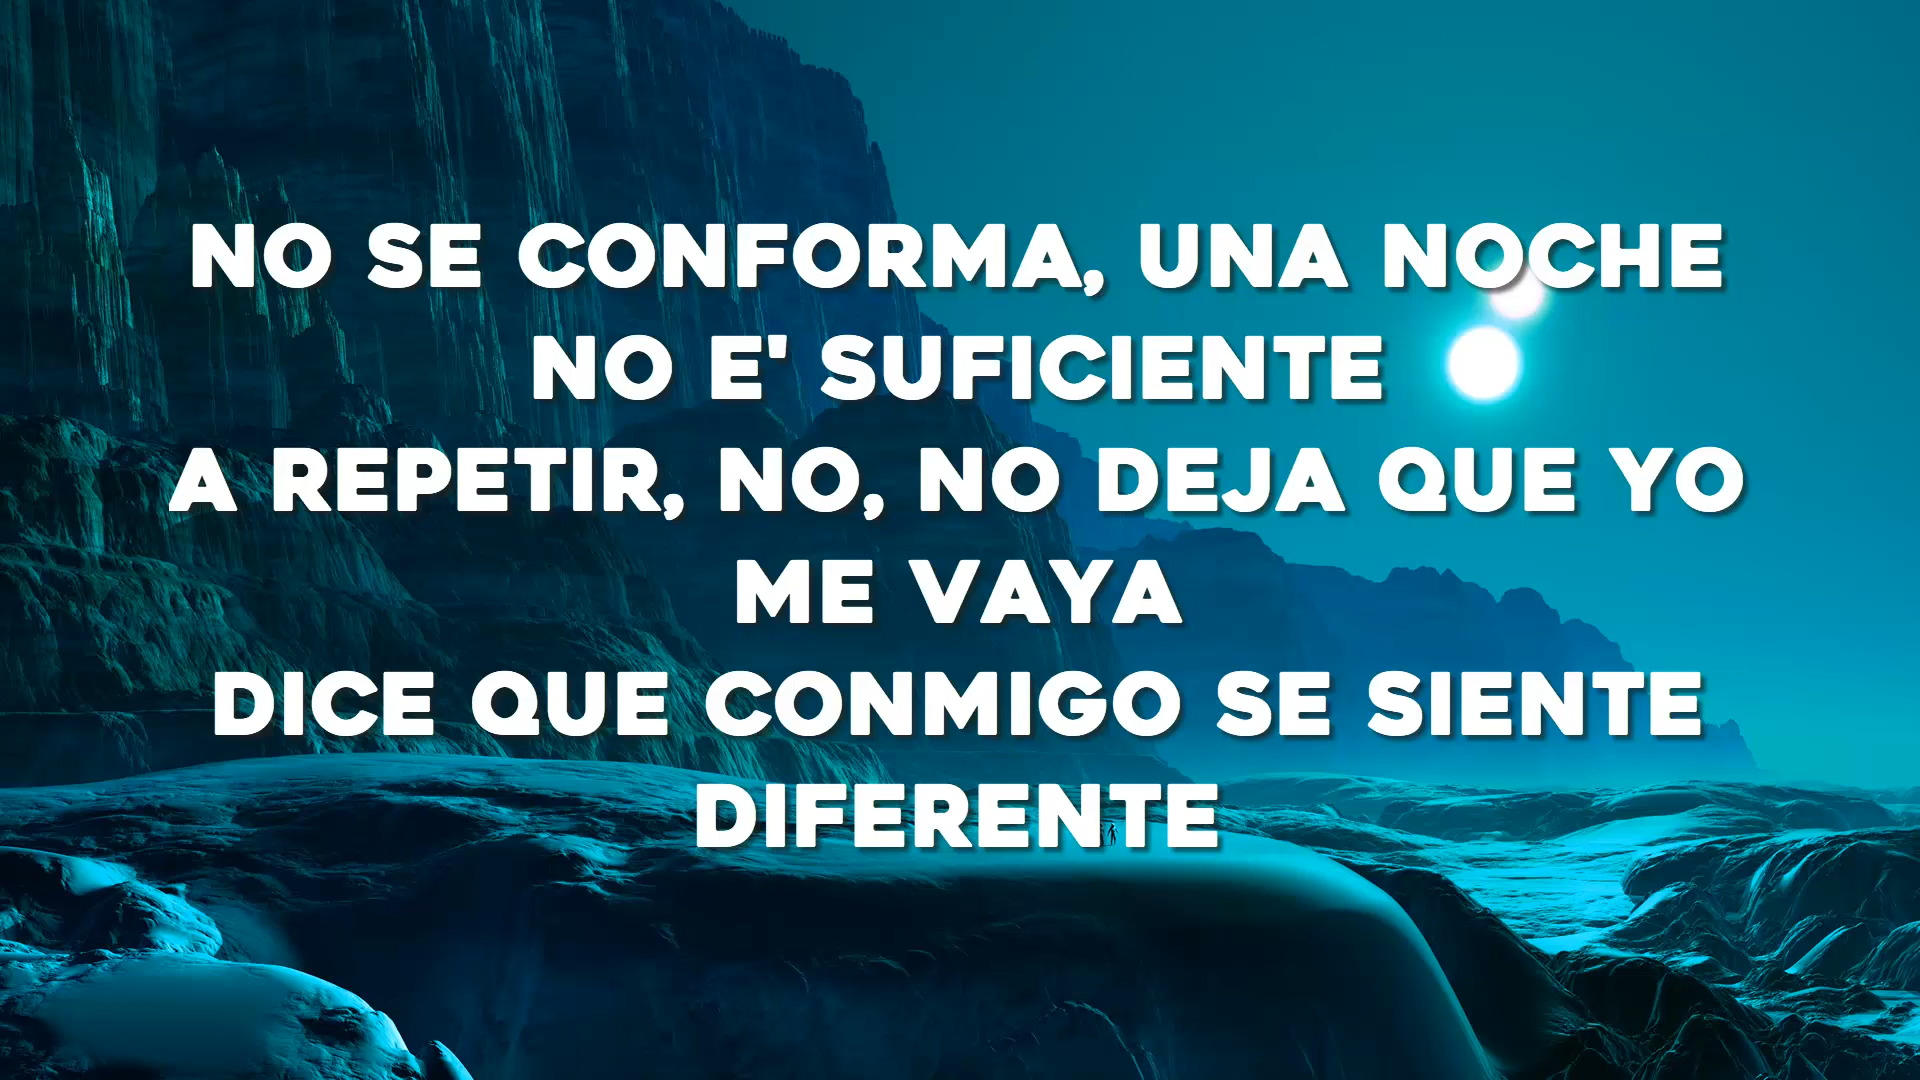 NO SE CONFORMA, UNA NOCHE
NO E' SUFICIENTE
A REPETIR, NO, NO DEJA QUE YO
ME VAYA
DICE QUE CONMIGO SE SIENTE
DIFERENTE